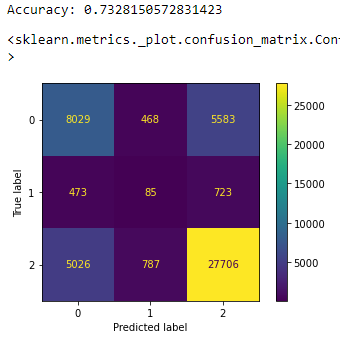 Accuracy: 0.7328150572831423
<sklearn.metrics._plot.confusion_matrix.Con
>
0 8029 468 5583
1 473 85 723
2 5026 787 27706
0 1 2
True label
Predicted label
25000
20000
15000
10000
5000